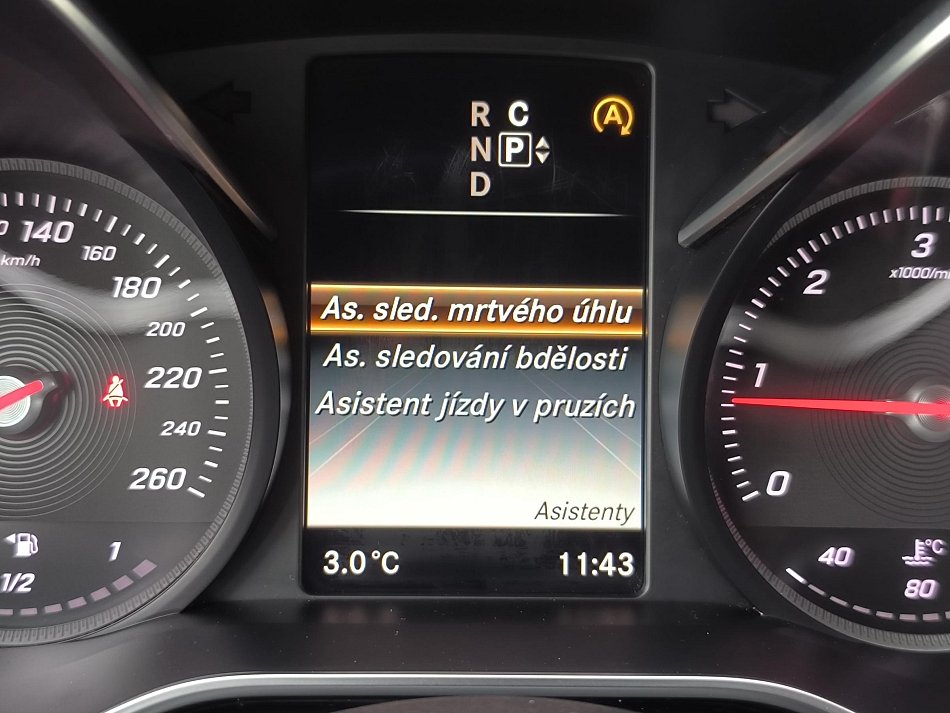 R C
A
N P
D
140
160
km/h
180
200
220
240
260
1/2
1
As. sled. mrtvého úhlu
As. sledování bdělosti
Asistent jízdy v pruzích
Asistenty
3.0°C
11:43
3
x1000/m
2
1
0
40
°C
80